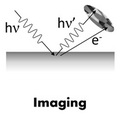 hν hν'
e-
Imaging